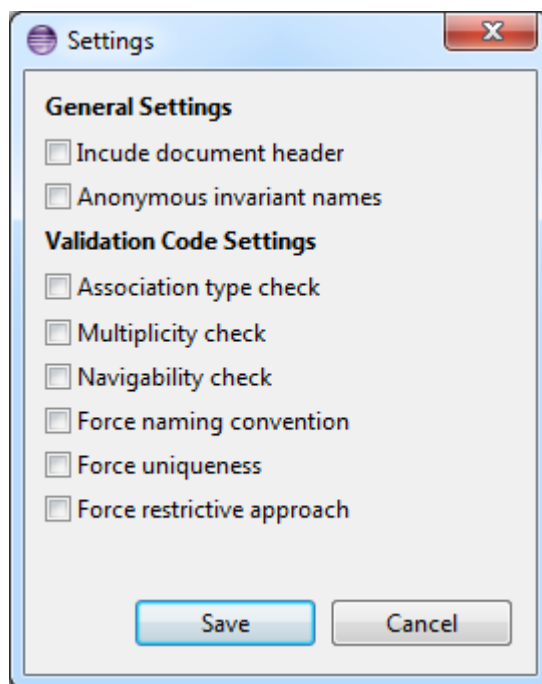 Settings
General Settings
Incude document header
Anonymous invariant names
Validation Code Settings
Association type check
Multiplicity check
Navigability check
Force naming convention
Force uniqueness
Force restrictive approach
Save Cancel